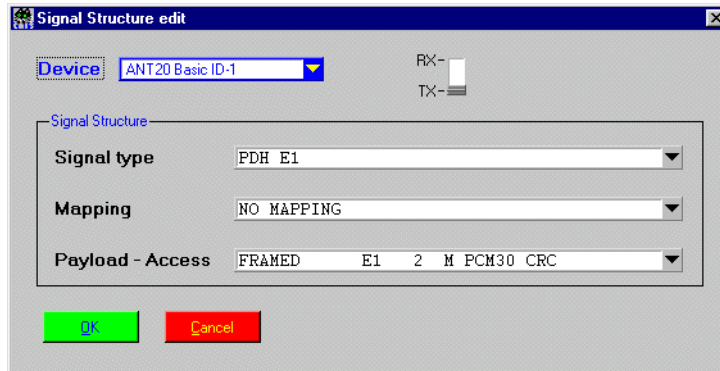 Signal Structure edit
Device ANT20 Basic ID-1
RX-
TX-
Signal Structure
Signal type PDH E1
Mapping NO MAPPING
Payload - Access FRAMED E1 2 M PCM30 CRC
OK Cancel